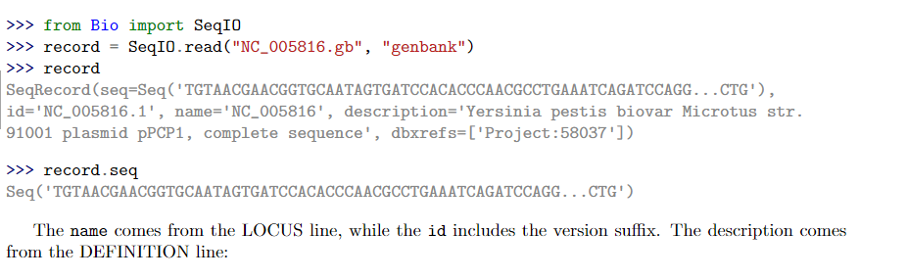 >>> from Bio import SeqIO
>>> record = SeqIO.read("NC_005816.gb", "genbank")
>>> record
SeqRecord(seq=Seq('TGTAACGAACGGTGCAATAGTGATCCACACCCAACGCCTGAAATCAGATCCAGG...CTG'),
id='NC_005816.1', name='NC_005816', description='Yersinia pestis biovar Microtus str.
91001 plasmid pPCP1, complete sequence', dbxrefs=['Project:58037'])
>>> record.seq
Seq('TGTAACGAACGGTGCAATAGTGATCCACACCCAACGCCTGAAATCAGATCCAGG...CTG')
The name comes from the LOCUS line, while the id includes the version suffix. The description comes
from the DEFINITION line: